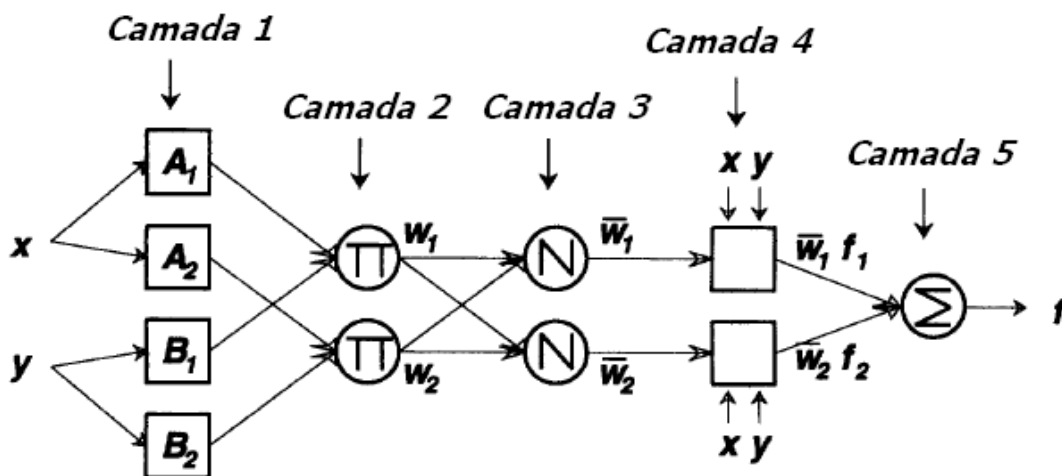 Camada 1
Camada 4
Camada 2 Camada 3
Camada 5
x y
A₁
w₁ w̅₁
x Π N w̅₁ f₁
A₂
Σ f
B₁
y Π N w̅₂ f₂
w₂ w̅₂
B₂
x y